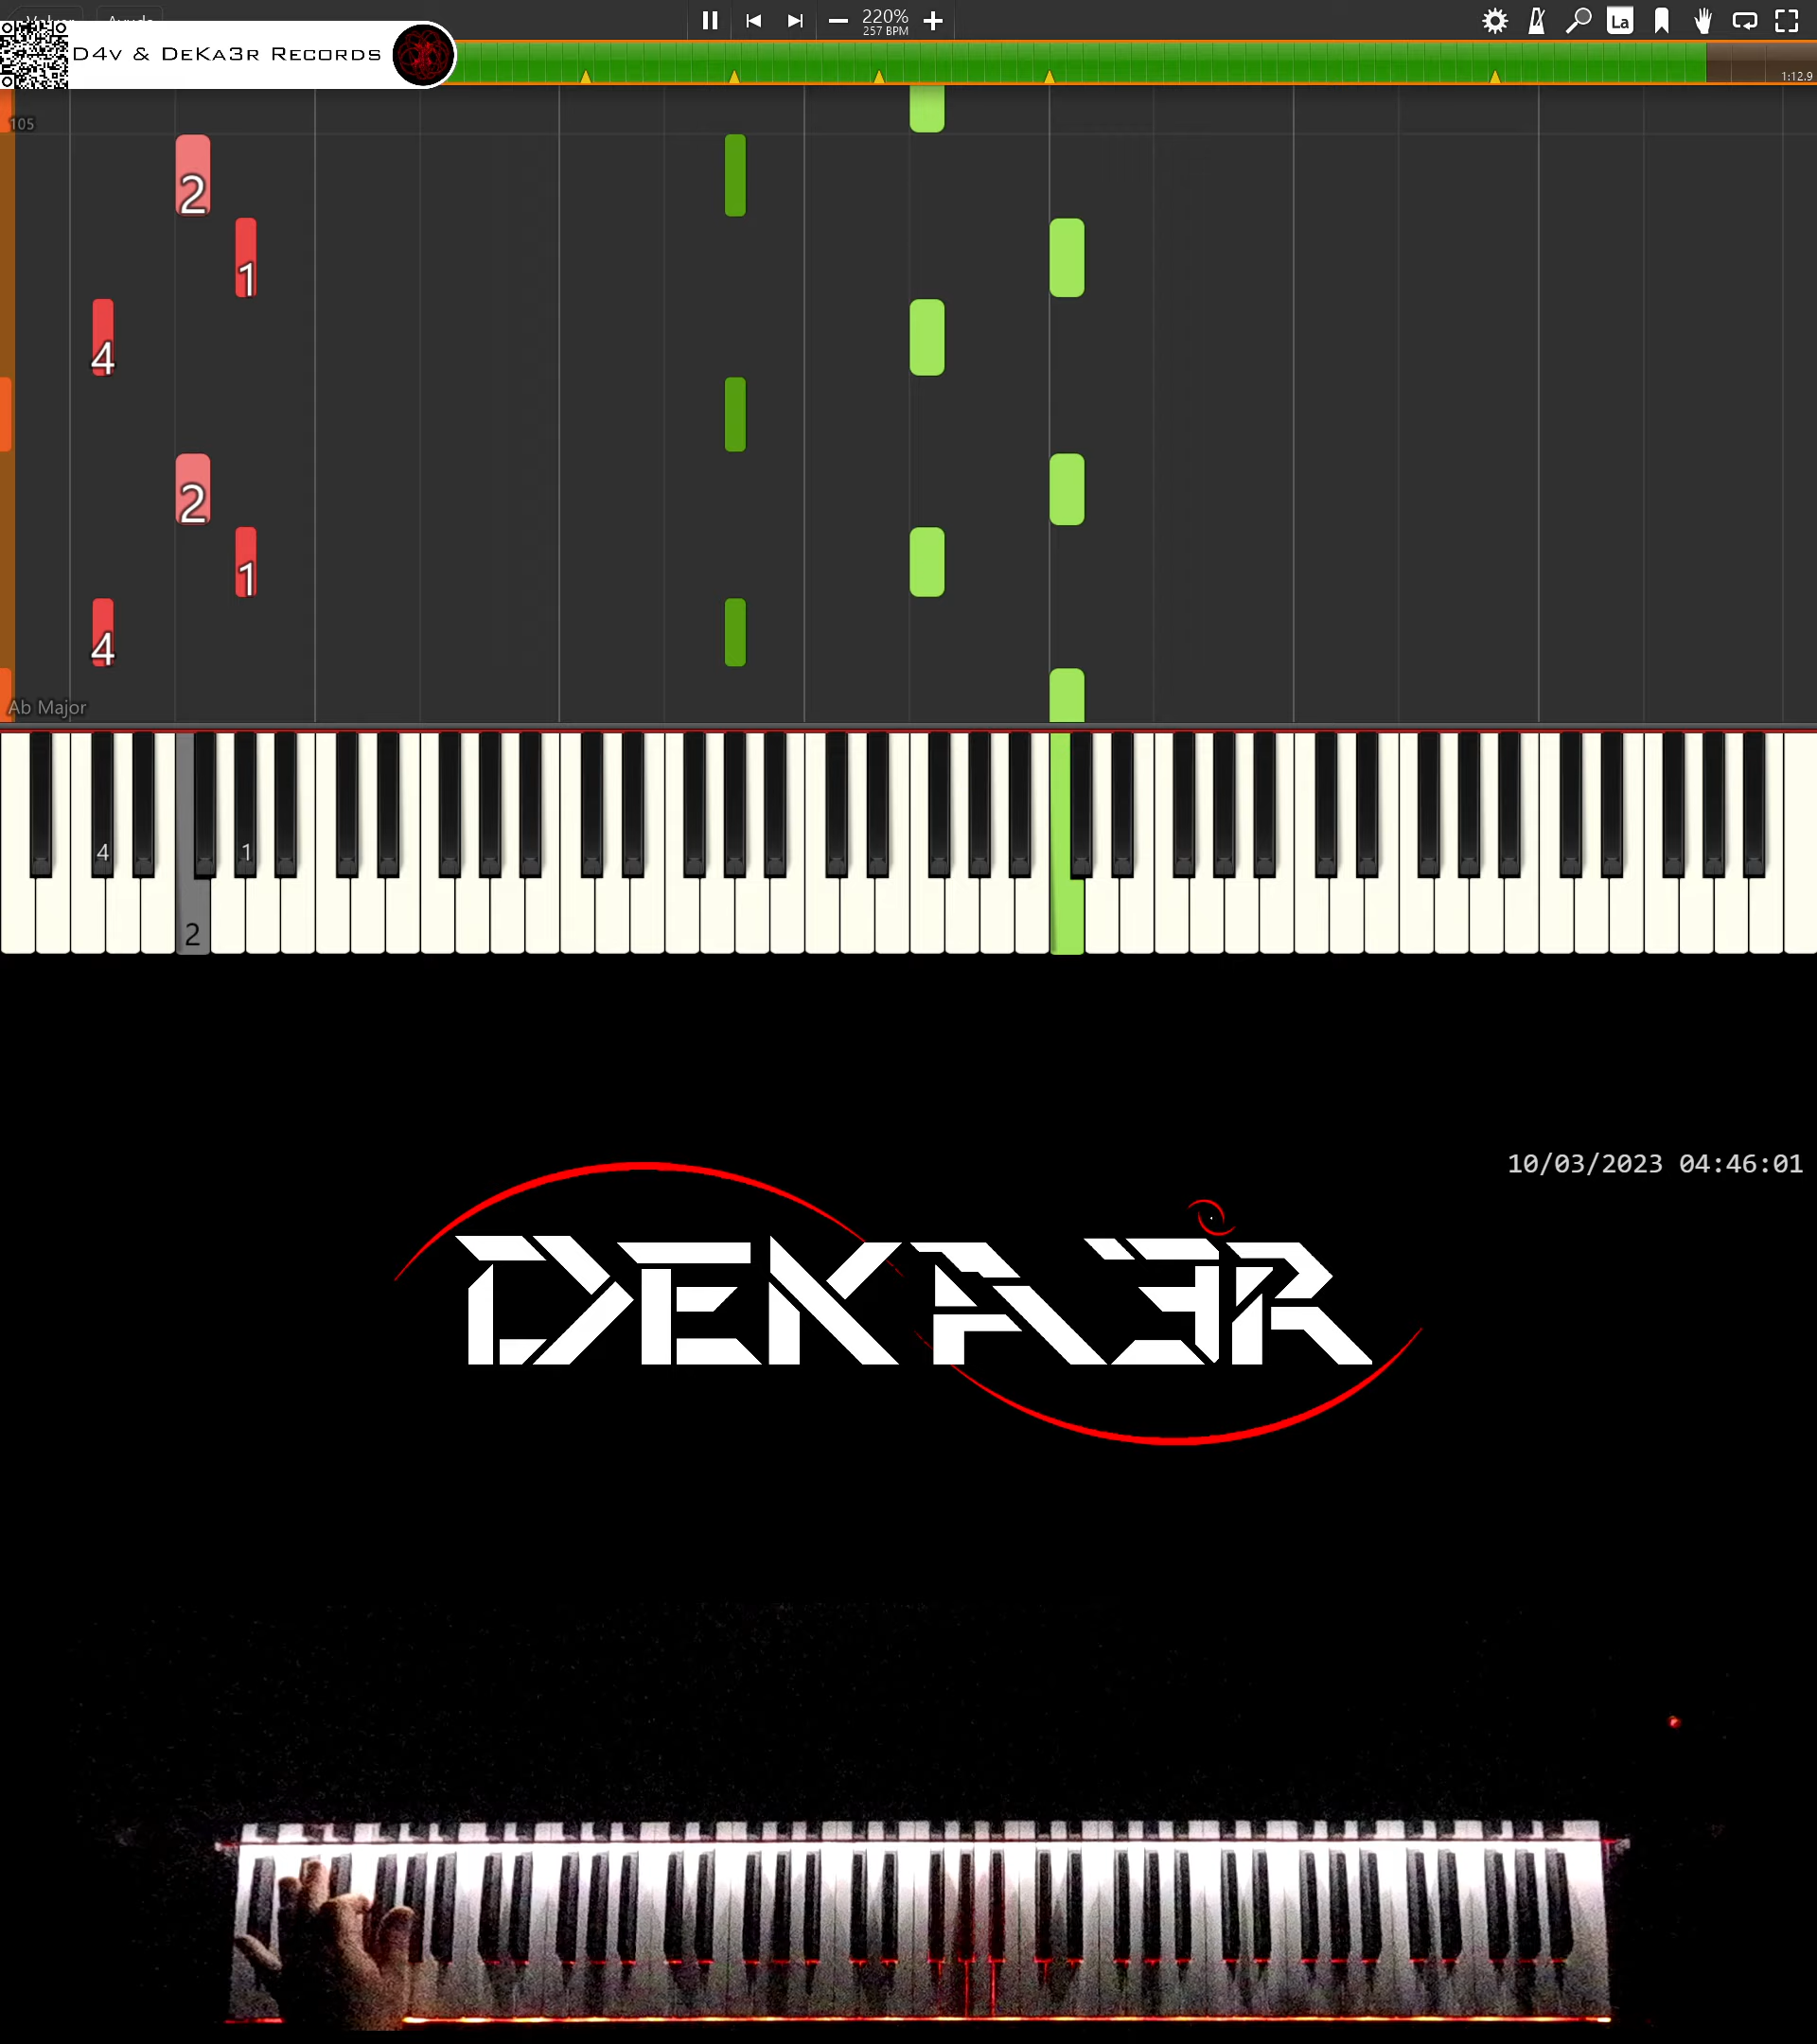 220%
257 BPM
La
D4v & DeKa3r Records
1:12.9
105
2
1
4
2
1
4
Ab Major
4 1
2
10/03/2023 04:46:01
DEKA3R